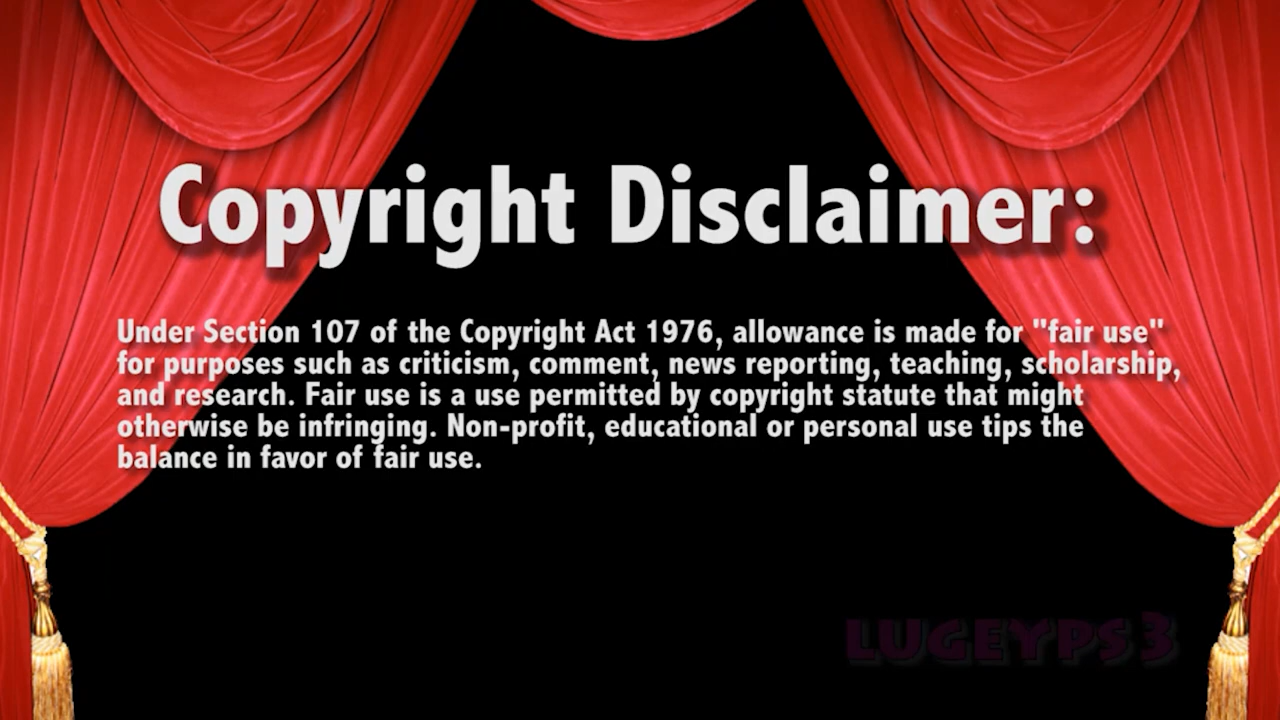 Copyright Disclaimer:
Under Section 107 of the Copyright Act 1976, allowance is made for "fair use"
for purposes such as criticism, comment, news reporting, teaching, scholarship,
and research. Fair use is a use permitted by copyright statute that might
otherwise be infringing. Non-profit, educational or personal use tips the
balance in favor of fair use.
LUGEYPS3